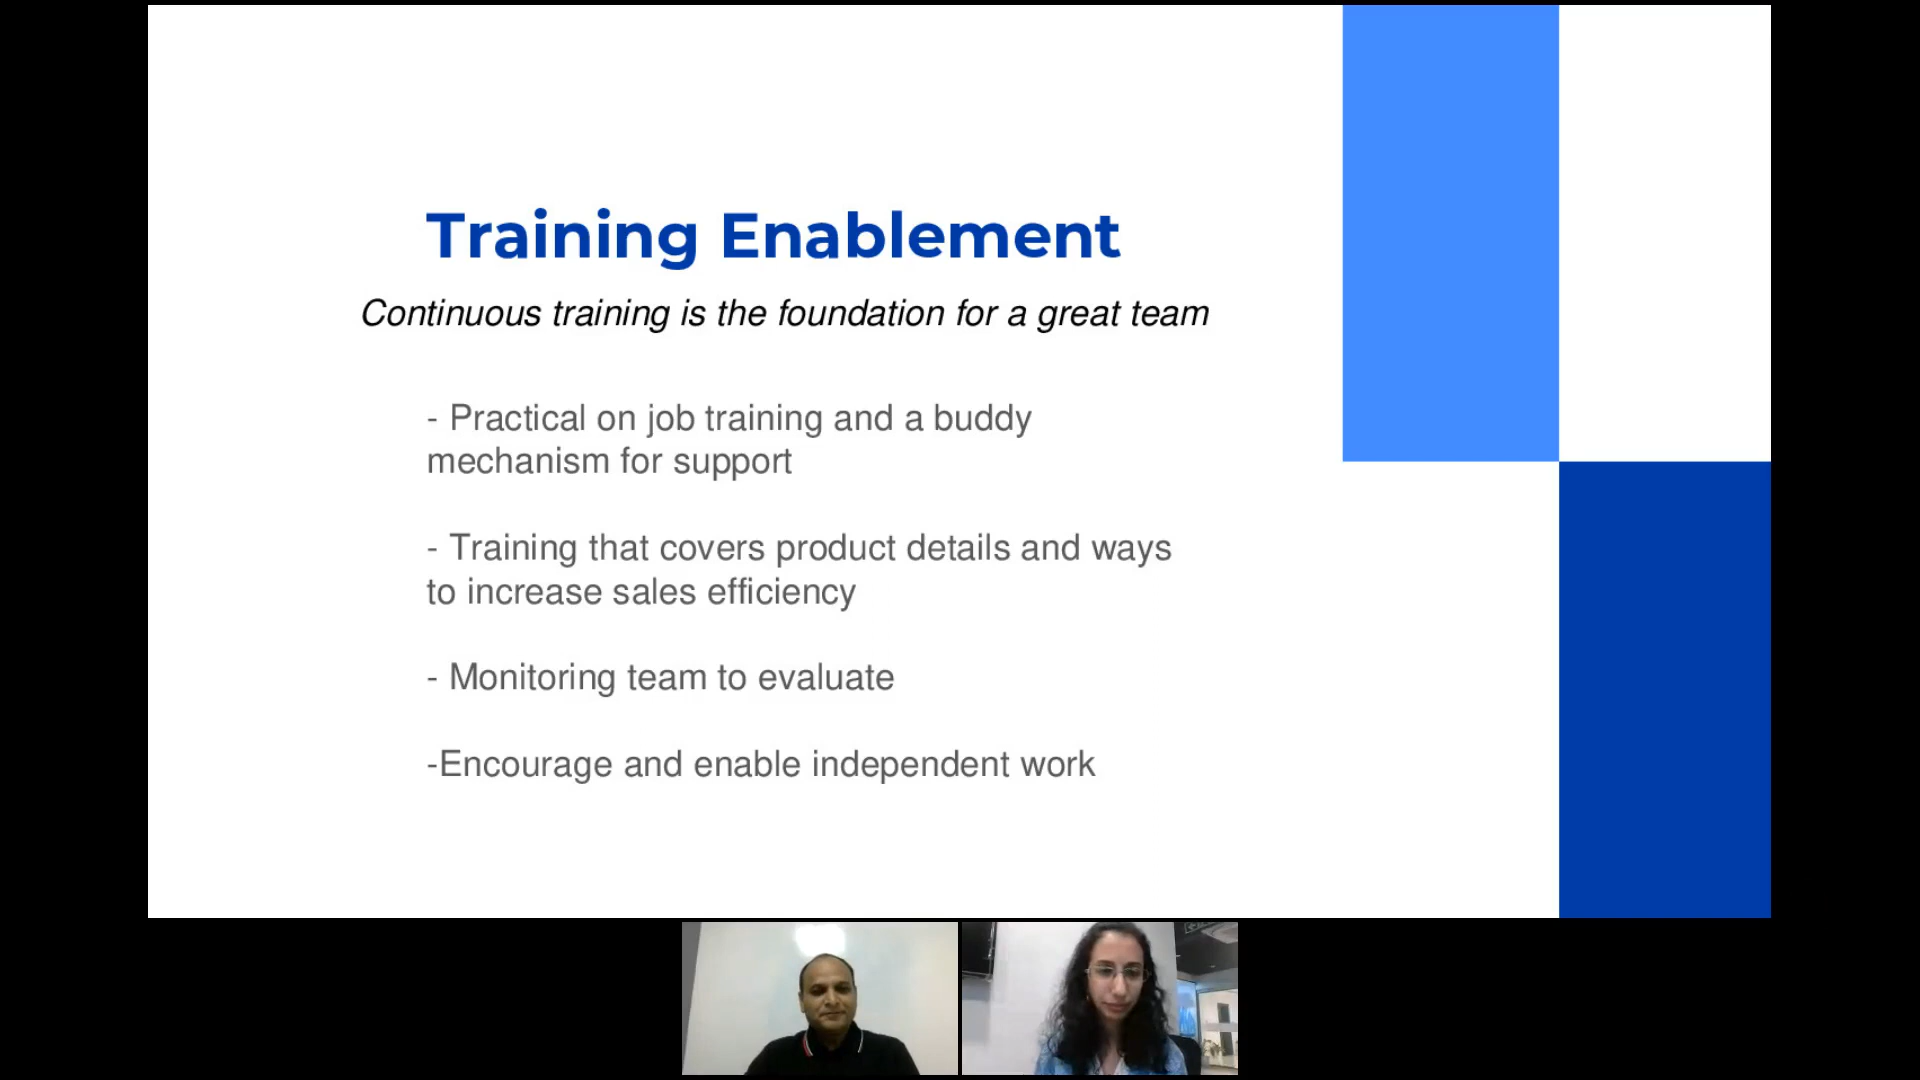 Training Enablement
Continuous training is the foundation for a great team
- Practical on job training and a buddy
mechanism for support
- Training that covers product details and ways
to increase sales efficiency
- Monitoring team to evaluate
-Encourage and enable independent work